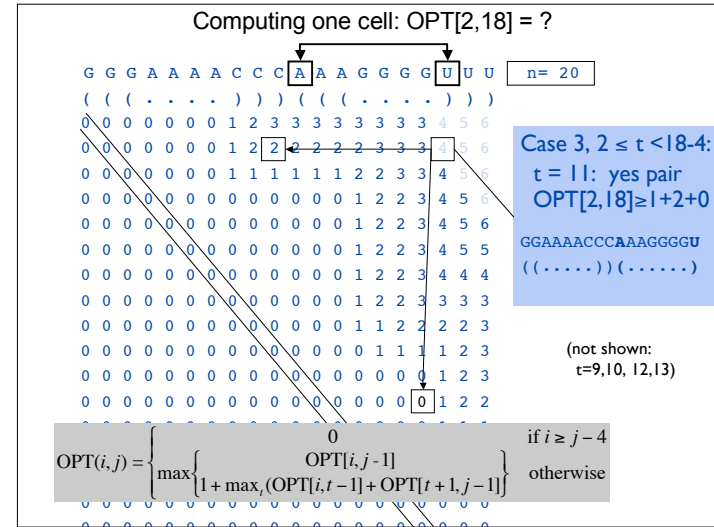 Computing one cell: OPT[2,18] = ?
G G G A A A A C C C A A A G G G G U U U
n= 20
( ( ( . . . . ) ) ) ( ( ( . . . . ) ) )
0 0 0 0 0 0 0 1 2 3 3 3 3 3 3 3 3 4 5 6
0 0 0 0 0 0 0 1 2 2 2 2 2 2 3 3 3 4 5 6
0 0 0 0 0 0 0 1 1 1 1 1 1 2 2 3 3 4 5 6
0 0 0 0 0 0 0 0 0 0 0 0 0 1 2 2 3 4 5 6
0 0 0 0 0 0 0 0 0 0 0 0 0 1 2 2 3 4 5 6
0 0 0 0 0 0 0 0 0 0 0 0 0 1 2 2 3 4 5 5
0 0 0 0 0 0 0 0 0 0 0 0 0 1 2 2 3 4 4 4
0 0 0 0 0 0 0 0 0 0 0 0 0 1 2 2 3 3 3 3
0 0 0 0 0 0 0 0 0 0 0 0 0 1 1 2 2 2 2 3
0 0 0 0 0 0 0 0 0 0 0 0 0 0 1 1 1 1 2 3
0 0 0 0 0 0 0 0 0 0 0 0 0 0 0 0 0 1 2 3
0 0 0 0 0 0 0 0 0 0 0 0 0 0 0 0 0 1 2 2
Case 3, 2 ≤ t <18-4:
t = 11: yes pair
OPT[2,18]≥1+2+0
GGAAAACCCAAAGGGGU
((.....))(......)
(not shown:
t=9,10, 12,13)
OPT(i, j) = { 0 if i ≥ j − 4
max { OPT[i, j -1]
1 + max_t (OPT[i, t −1] + OPT[t +1, j −1] } otherwise
0 0 0 0 0 0 0 0 0 0 0 0 0 0 0 0 0 0 0 0